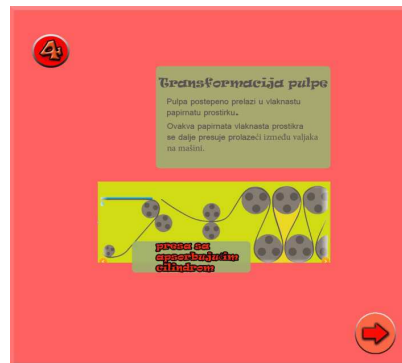 4
Transformacija pulpe
Pulpa postepeno prelazi u vlaknastu
papirnatu prostirku.
Ovakva papirnata vlaknasta prostirka
se dalje presuje prolazeći između valjaka
na mašini.
presa sa
apsorbujućim
cilindrom